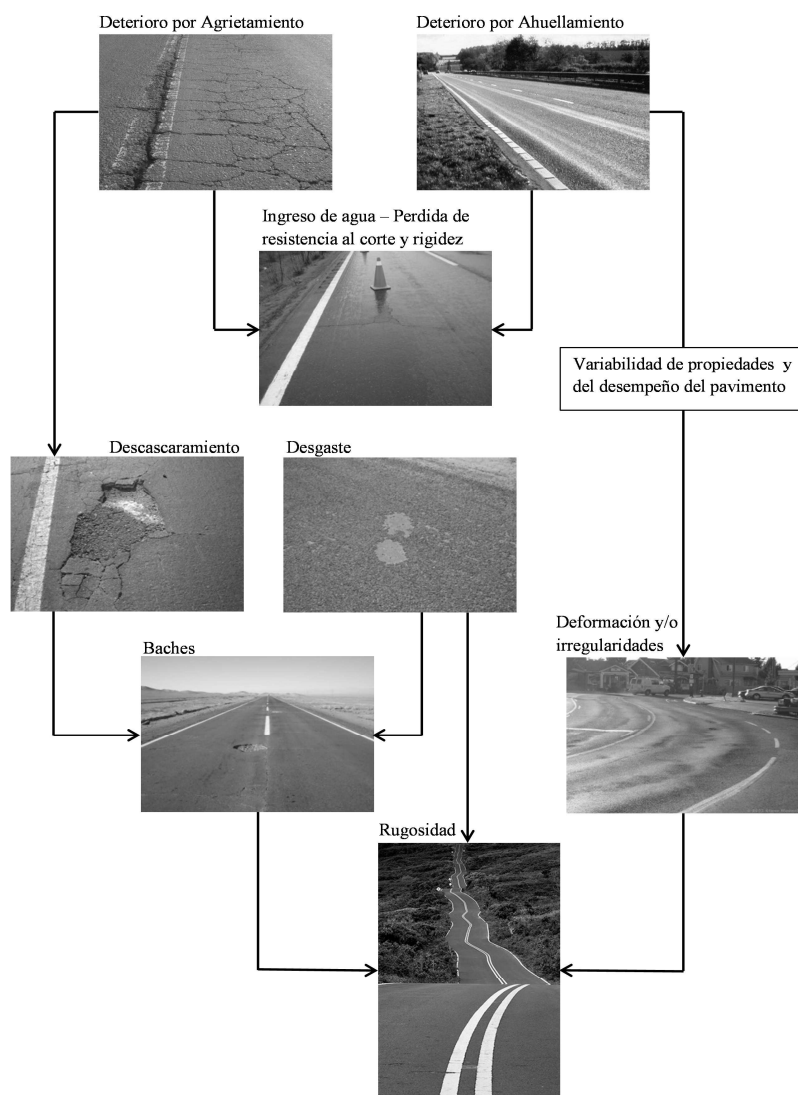 Deterioro por Agrietamiento
Deterioro por Ahuellamiento
Ingreso de agua – Perdida de
resistencia al corte y rigidez
Variabilidad de propiedades y
del desempeño del pavimento
Descascaramiento
Desgaste
Deformación y/o
irregularidades
Baches
Rugosidad